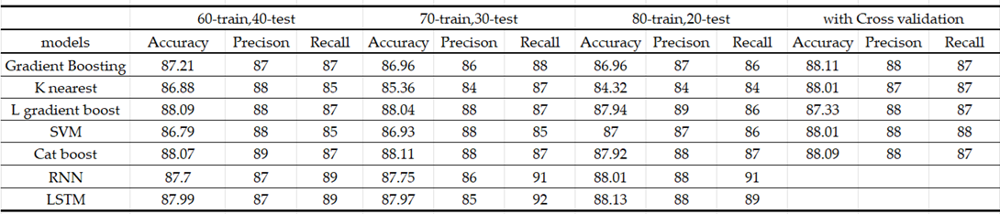 60-train,40-test 70-train,30-test 80-train,20-test with Cross validation
models Accuracy Precison Recall Accuracy Precison Recall Accuracy Precison Recall Accuracy Precison Recall
Gradient Boosting 87.21 87 87 86.96 86 88 86.96 87 86 88.11 88 87
K nearest 86.88 88 85 85.36 84 87 84.32 84 84 88.01 87 87
L gradient boost 88.09 88 87 88.04 88 87 87.94 89 86 87.33 88 87
SVM 86.79 88 85 86.93 88 85 87 87 86 88.01 88 88
Cat boost 88.07 89 87 88.11 88 87 87.92 88 87 88.09 88 87
RNN 87.7 87 89 87.75 86 91 88.01 88 91
LSTM 87.99 87 89 87.97 85 92 88.13 88 89